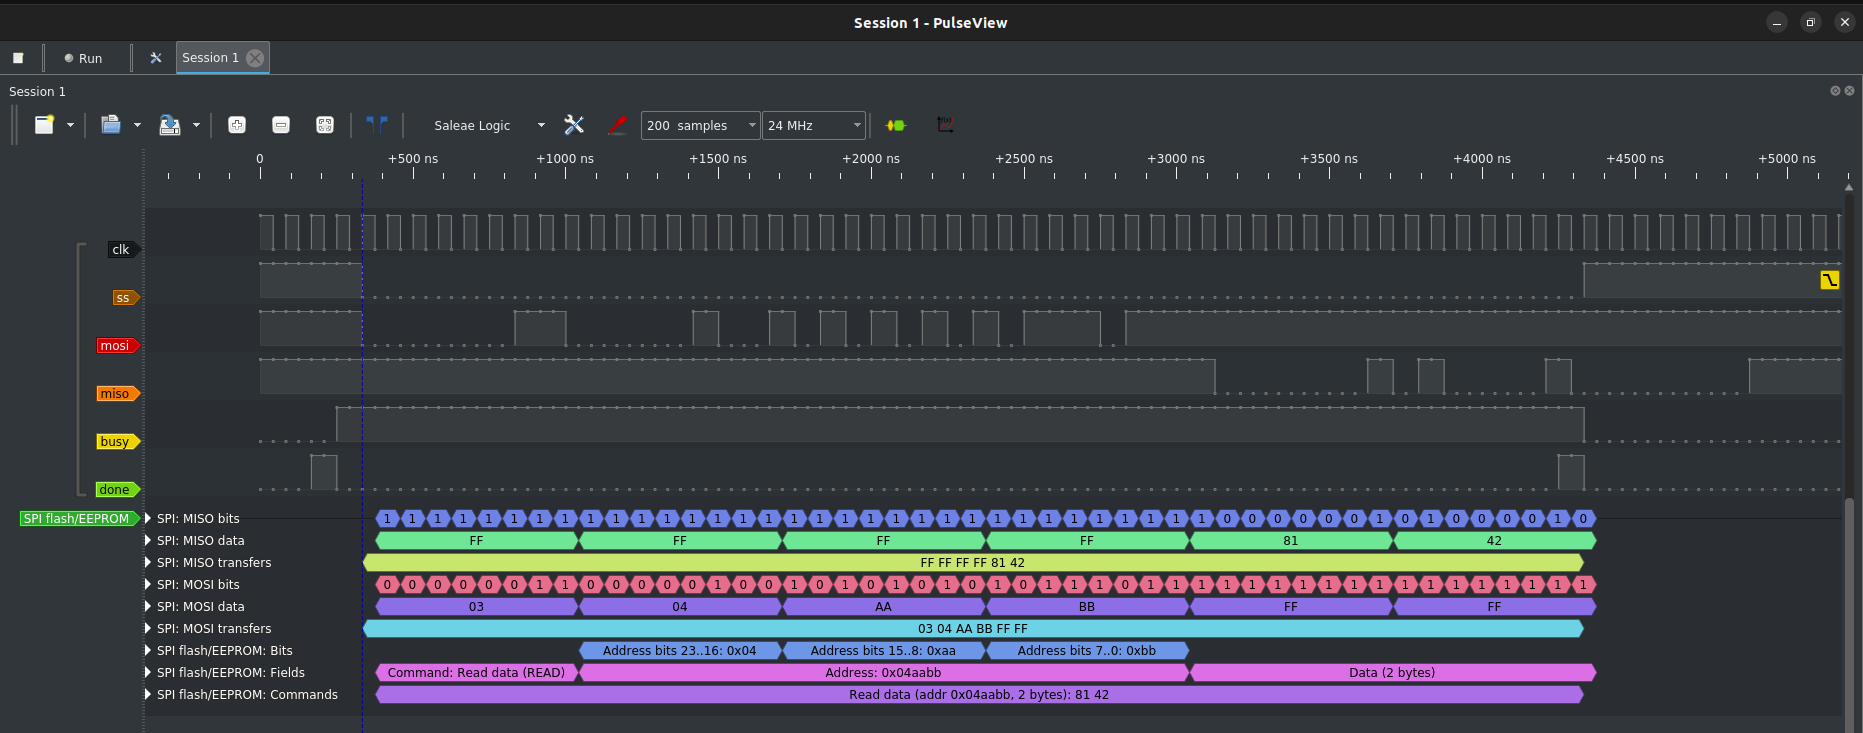 Session 1 - PulseView
Run
Session 1
Session 1
Saleae Logic
200 samples
24 MHz
0 +500 ns +1000 ns +1500 ns +2000 ns +2500 ns +3000 ns +3500 ns +4000 ns +4500 ns +5000 ns
clk
ss
mosi
miso
busy
done
SPI flash/EEPROM
SPI: MISO bits 1 1 1 1 1 1 1 1 1 1 1 1 1 1 1 1 1 1 1 1 1 1 1 1 1 1 1 1 1 1 1 1 1 0 0 0 0 0 0 1 0 1 0 0 0 0 1 0
SPI: MISO data FF FF FF FF 81 42
SPI: MISO transfers FF FF FF FF 81 42
SPI: MOSI bits 0 0 0 0 0 0 1 1 0 0 0 0 0 1 0 0 1 0 1 0 1 0 1 0 1 0 1 1 1 0 1 1 1 1 1 1 1 1 1 1 1 1 1 1 1 1 1 1
SPI: MOSI data 03 04 AA BB FF FF
SPI: MOSI transfers 03 04 AA BB FF FF
SPI flash/EEPROM: Bits Address bits 23..16: 0x04 Address bits 15..8: 0xaa Address bits 7..0: 0xbb
SPI flash/EEPROM: Fields Command: Read data (READ) Address: 0x04aabb Data (2 bytes)
SPI flash/EEPROM: Commands Read data (addr 0x04aabb, 2 bytes): 81 42